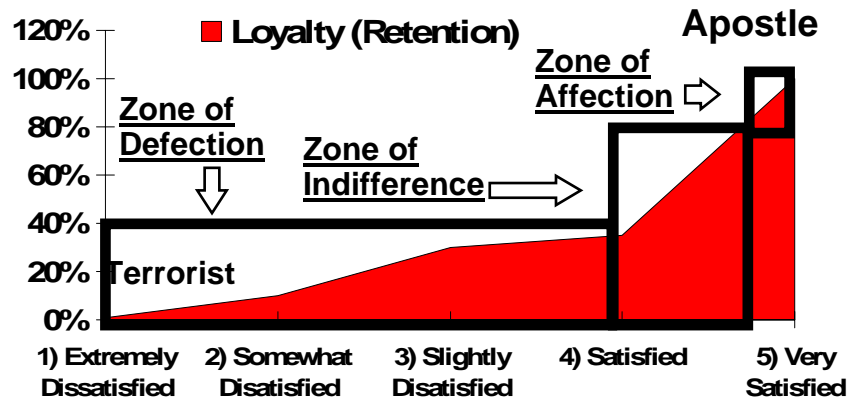 Apostle
120%
Loyalty (Retention)
100%
Zone of
Affection
Zone of
Defection
80%
Zone of
Indifference
60%
40%
Terrorist
20%
0%
1) Extremely
Dissatisfied
2) Somewhat
Disatisfied
3) Slightly
Disatisfied
4) Satisfied
5) Very
Satisfied